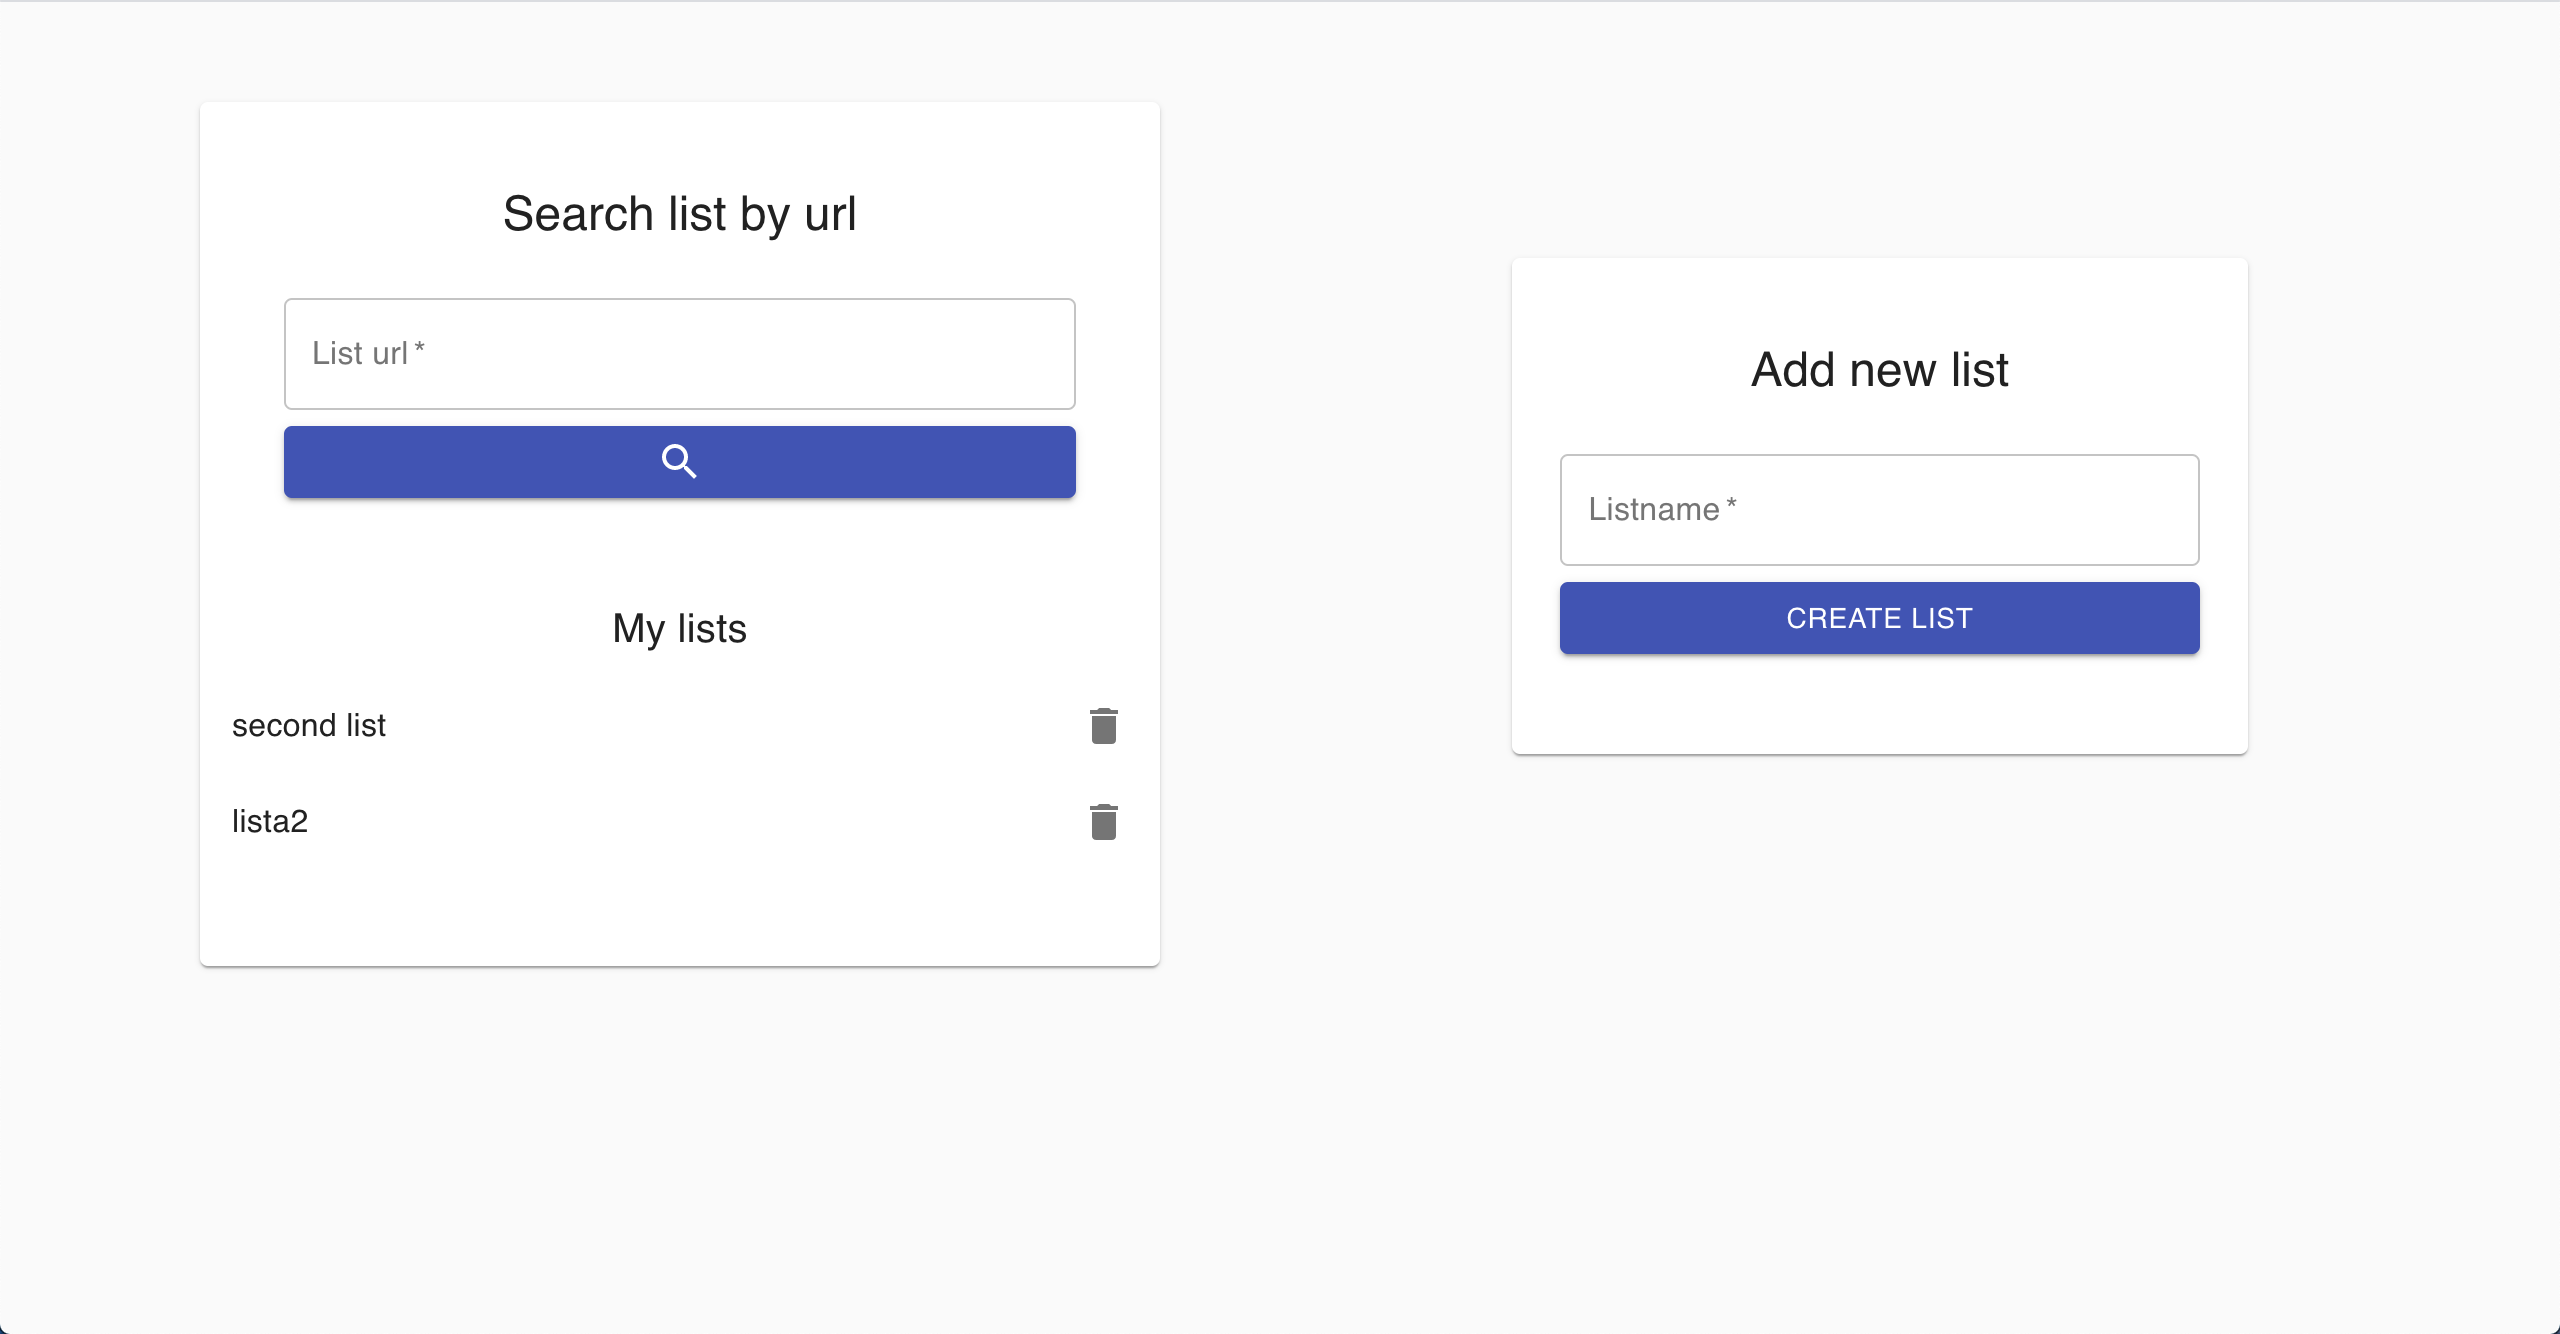 Search list by url
List url *
My lists
second list
lista2
Add new list
Listname *
CREATE LIST